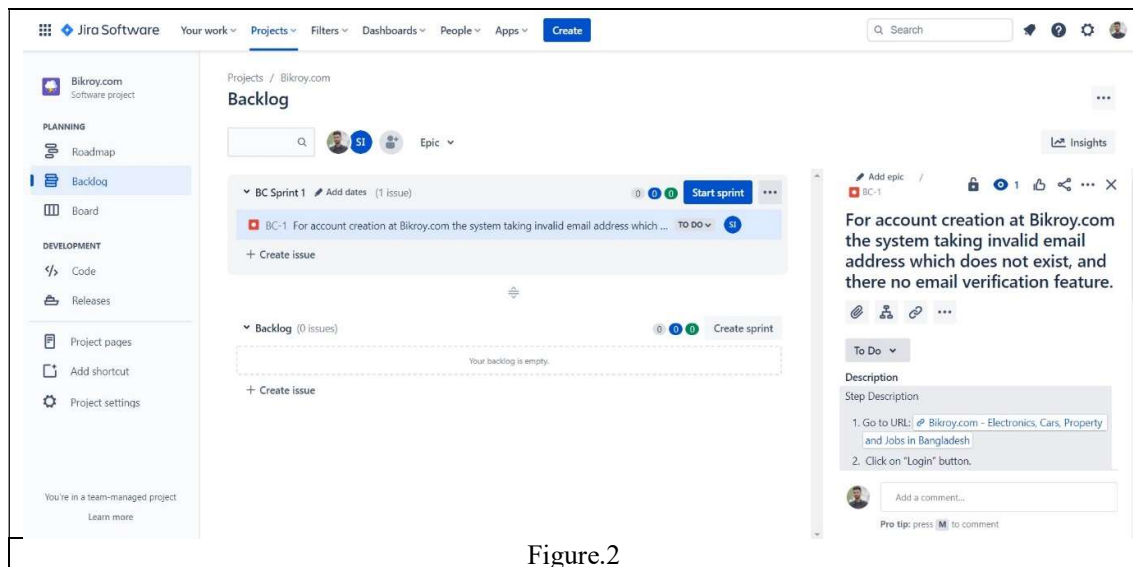 Jira Software Your work Projects Filters Dashboards People Apps Create Search
Bikroy.com
Software project
PLANNING
Roadmap
Backlog
Board
DEVELOPMENT
Code
Releases
Project pages
Add shortcut
Project settings
You're in a team-managed project
Learn more
Projects / Bikroy.com
Backlog
SI Epic Insights
BC Sprint 1 Add dates (1 issue) 0 0 0 Start sprint
BC-1 For account creation at Bikroy.com the system taking invalid email address which ... TO DO SI
+ Create issue
Backlog (0 issues) 0 0 0 Create sprint
Your backlog is empty.
+ Create issue
Add epic /
BC-1 1
For account creation at Bikroy.com
the system taking invalid email
address which does not exist, and
there no email verification feature.
To Do
Description
Step Description
1. Go to URL: Bikroy.com - Electronics, Cars, Property
and Jobs in Bangladesh
2. Click on "Login" button.
Add a comment...
Pro tip: press M to comment
Figure.2